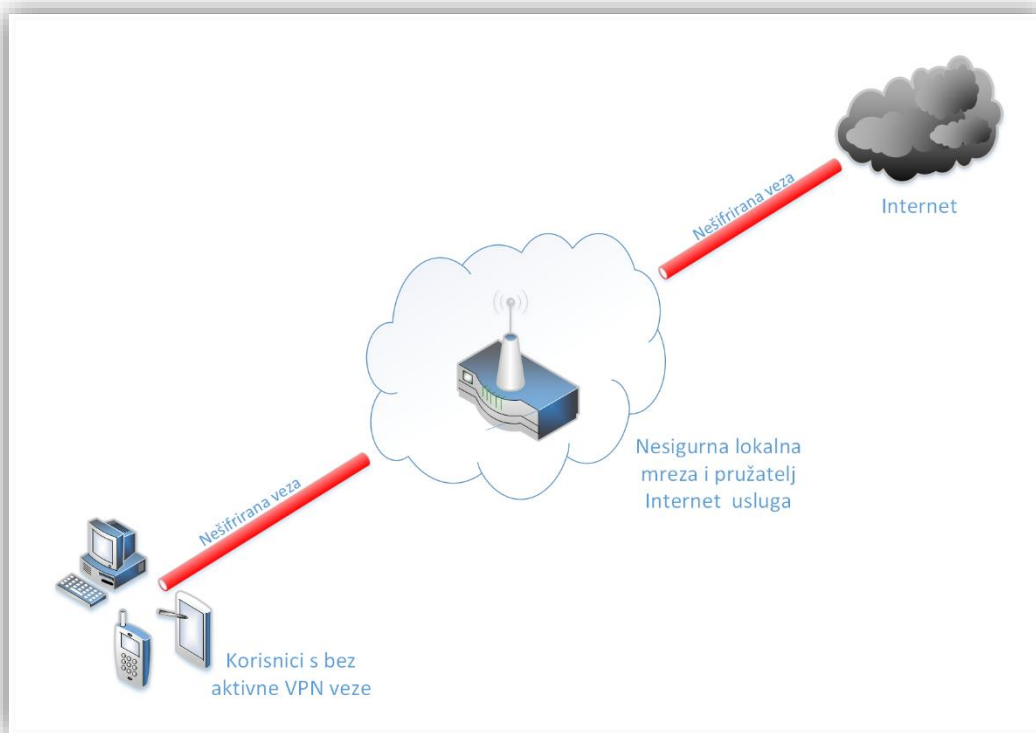 Internet
Nešifrirana veza
Nesigurna lokalna
mreza i pružatelj
Internet usluga
Nešifrirana veza
Korisnici s bez
aktivne VPN veze